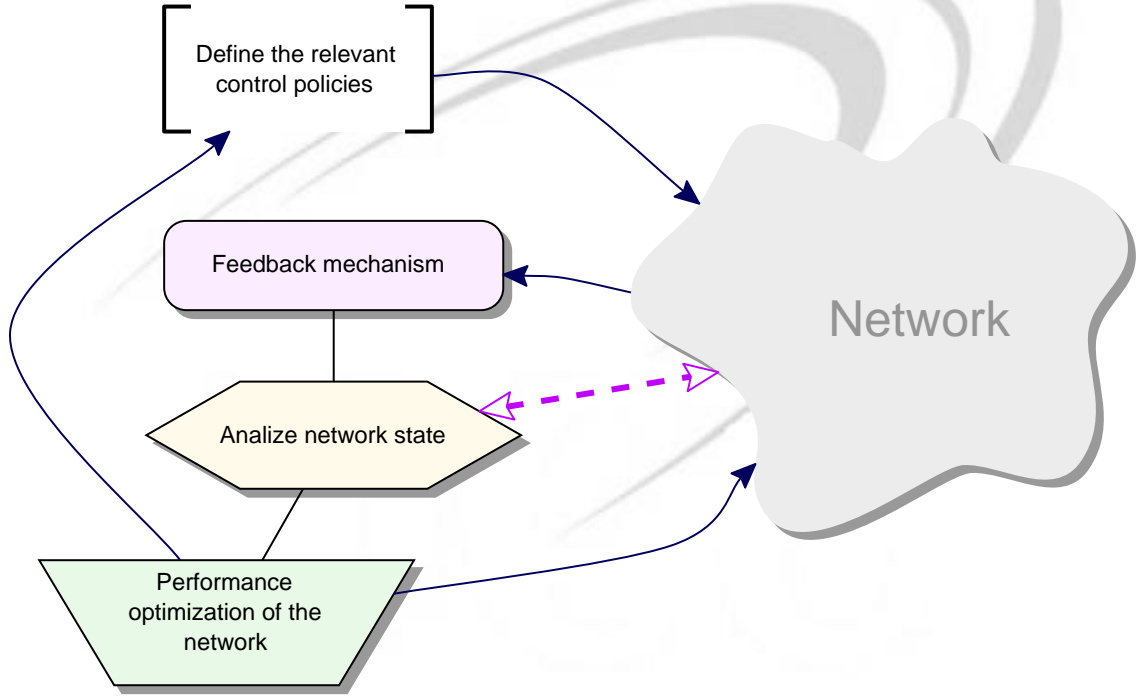 Define the relevant
control policies
Feedback mechanism
Network
Analize network state
Performance
optimization of the
network